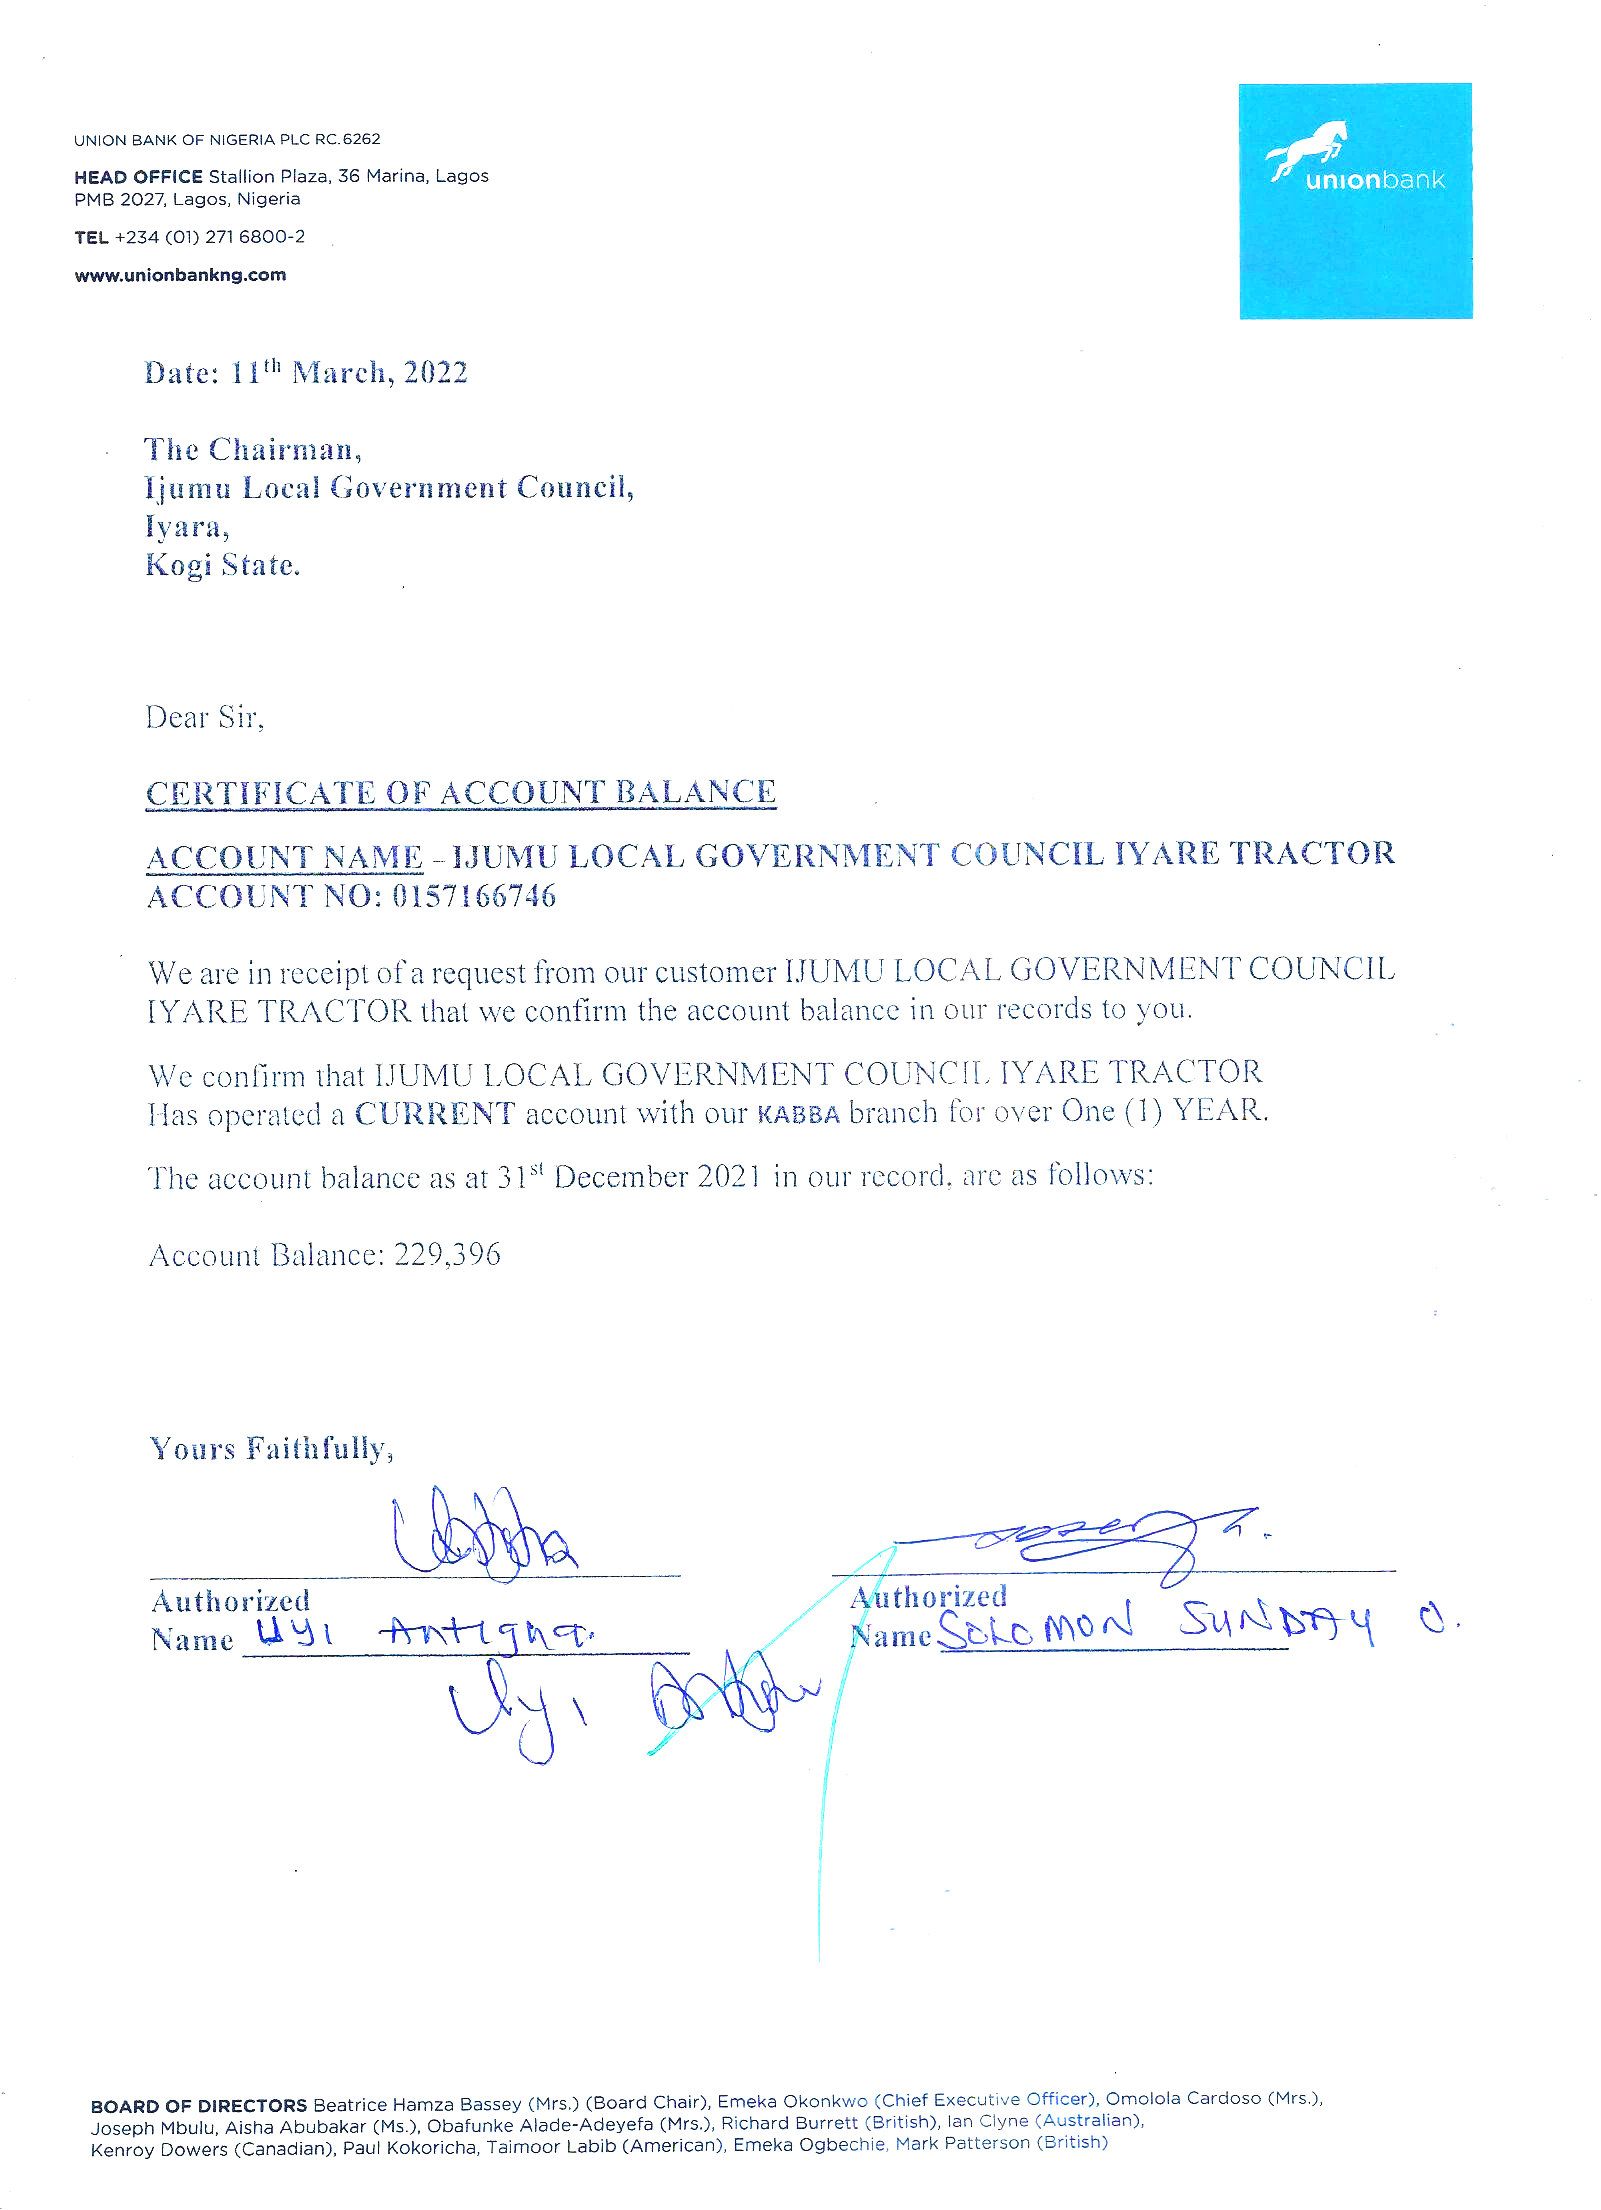 UNION BANK OF NIGERIA PLC RC.6262
HEAD OFFICE Stallion Plaza, 36 Marina, Lagos
PMB 2027, Lagos, Nigeria
TEL +234 (01) 271 6800-2
www.unionbankng.com
unionbank
Date: 11th March, 2022
The Chairman,
Ijumu Local Government Council,
Iyara,
Kogi State.
Dear Sir,
CERTIFICATE OF ACCOUNT BALANCE
ACCOUNT NAME – IJUMU LOCAL GOVERNMENT COUNCIL IYARE TRACTOR
ACCOUNT NO: 0157166746
We are in receipt of a request from our customer IJUMU LOCAL GOVERNMENT COUNCIL
IYARE TRACTOR that we confirm the account balance in our records to you.
We confirm that IJUMU LOCAL GOVERNMENT COUNCIL IYARE TRACTOR
Has operated a CURRENT account with our KABBA branch for over One (1) YEAR.
The account balance as at 31st December 2021 in our record, are as follows:
Account Balance: 229,396
Yours Faithfully,
Authorized
Name Uyi Antigha.
Authorized
Name SOLOMON SUNDAY O.
Uyi
BOARD OF DIRECTORS Beatrice Hamza Bassey (Mrs.) (Board Chair), Emeka Okonkwo (Chief Executive Officer), Omolola Cardoso (Mrs.),
Joseph Mbulu, Aisha Abubakar (Ms.), Obafunke Alade-Adeyefa (Mrs.), Richard Burrett (British), Ian Clyne (Australian),
Kenroy Dowers (Canadian), Paul Kokoricha, Taimoor Labib (American), Emeka Ogbechie, Mark Patterson (British)